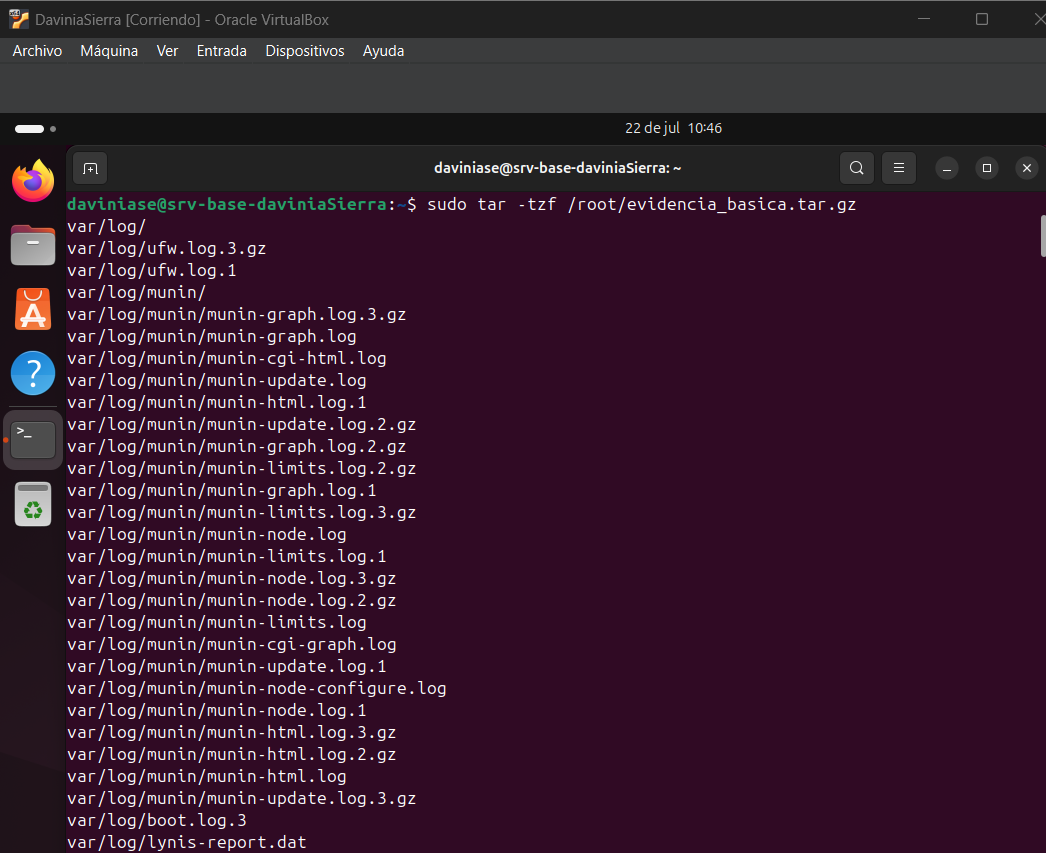 DaviniaSierra [Corriendo] - Oracle VirtualBox
Archivo Máquina Ver Entrada Dispositivos Ayuda
22 de jul 10:46
daviniase@srv-base-daviniaSierra: ~
daviniase@srv-base-daviniaSierra:~$ sudo tar -tzf /root/evidencia_basica.tar.gz
var/log/
var/log/ufw.log.3.gz
var/log/ufw.log.1
var/log/munin/
var/log/munin/munin-graph.log.3.gz
var/log/munin/munin-graph.log
var/log/munin/munin-cgi-html.log
var/log/munin/munin-update.log
var/log/munin/munin-html.log.1
var/log/munin/munin-update.log.2.gz
var/log/munin/munin-graph.log.2.gz
var/log/munin/munin-limits.log.2.gz
var/log/munin/munin-graph.log.1
var/log/munin/munin-limits.log.3.gz
var/log/munin/munin-node.log
var/log/munin/munin-limits.log.1
var/log/munin/munin-node.log.3.gz
var/log/munin/munin-node.log.2.gz
var/log/munin/munin-limits.log
var/log/munin/munin-cgi-graph.log
var/log/munin/munin-update.log.1
var/log/munin/munin-node-configure.log
var/log/munin/munin-node.log.1
var/log/munin/munin-html.log.3.gz
var/log/munin/munin-html.log.2.gz
var/log/munin/munin-html.log
var/log/munin/munin-update.log.3.gz
var/log/boot.log.3
var/log/lynis-report.dat